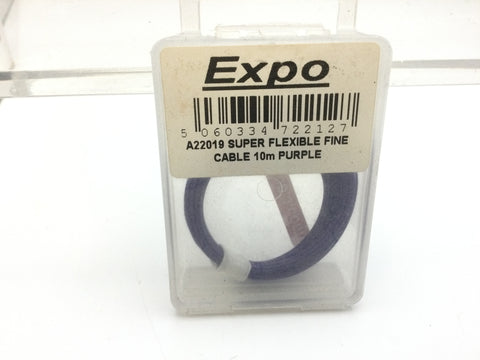 Expo
5 060334 722127
A22019 SUPER FLEXIBLE FINE
CABLE 10m PURPLE